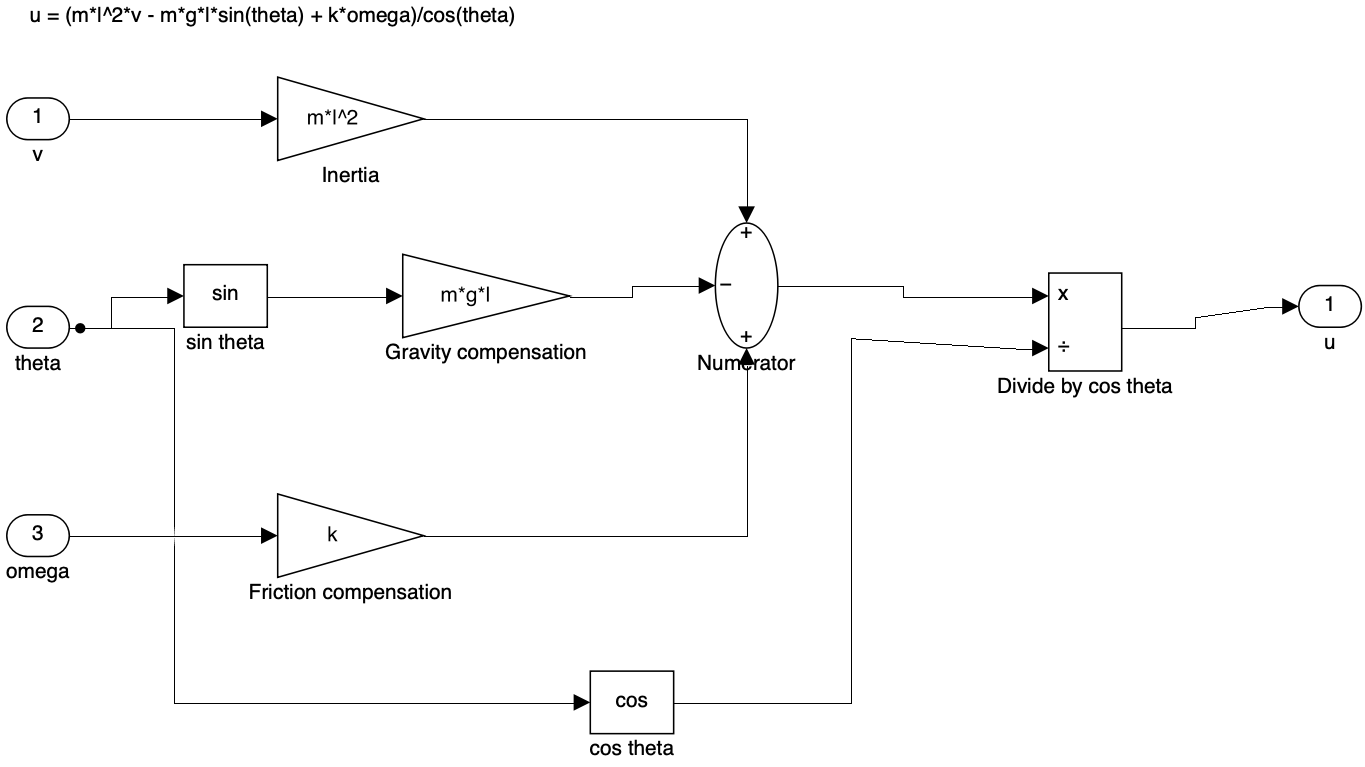 u = (m*l^2*v - m*g*l*sin(theta) + k*omega)/cos(theta)
1
v
m*l^2
Inertia
2
theta
sin
sin theta
m*g*l
Gravity compensation
+
−
+
Numerator
x
÷
Divide by cos theta
1
u
3
omega
k
Friction compensation
cos
cos theta